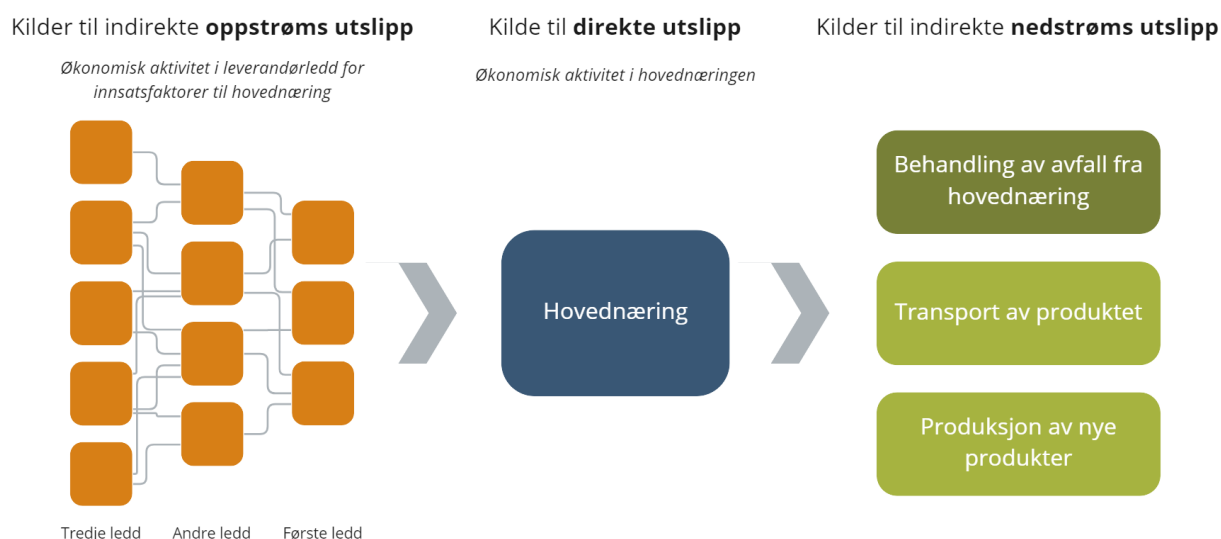 Kilder til indirekte oppstrøms utslipp
Økonomisk aktivitet i leverandørledd for
innsatsfaktorer til hovednæring
Tredie ledd
Andre ledd
Første ledd
Kilde til direkte utslipp
Økonomisk aktivitet i hovednæringen
Hovednæring
Kilder til indirekte nedstrøms utslipp
Behandling av avfall fra
hovednæring
Transport av produktet
Produksjon av nye
produkter